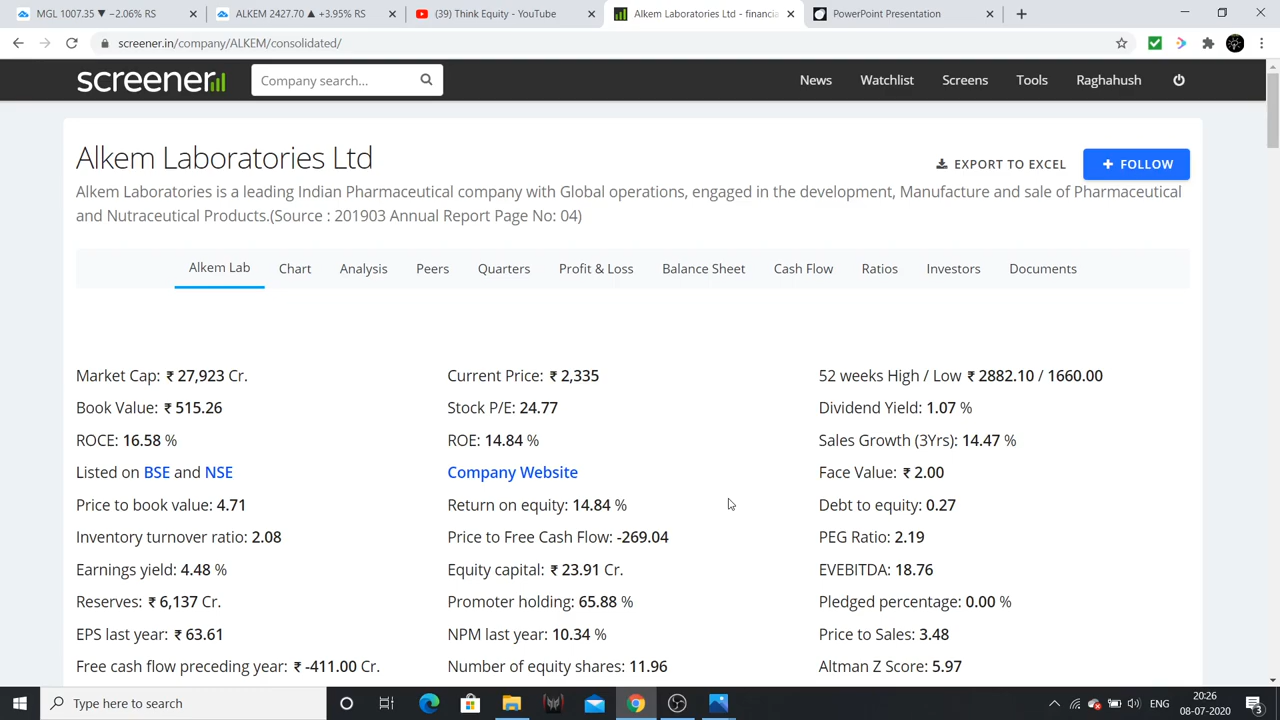 MGL 1007.35 ▼ -2.06% RS
ALKEM 2427.70 ▲ +3.95% RS
(39) Think Equity - YouTube
Alkem Laboratories Ltd - financia
PowerPoint Presentation
screener.in/company/ALKEM/consolidated/
screener
Company search...
News
Watchlist
Screens
Tools
Raghahush
Alkem Laboratories Ltd
EXPORT TO EXCEL
+ FOLLOW
Alkem Laboratories is a leading Indian Pharmaceutical company with Global operations, engaged in the development, Manufacture and sale of Pharmaceutical
and Nutraceutical Products.(Source : 201903 Annual Report Page No: 04)
Alkem Lab
Chart
Analysis
Peers
Quarters
Profit & Loss
Balance Sheet
Cash Flow
Ratios
Investors
Documents
Market Cap: ₹ 27,923 Cr.
Current Price: ₹ 2,335
52 weeks High / Low ₹ 2882.10 / 1660.00
Book Value: ₹ 515.26
Stock P/E: 24.77
Dividend Yield: 1.07 %
ROCE: 16.58 %
ROE: 14.84 %
Sales Growth (3Yrs): 14.47 %
Listed on BSE and NSE
Company Website
Face Value: ₹ 2.00
Price to book value: 4.71
Return on equity: 14.84 %
Debt to equity: 0.27
Inventory turnover ratio: 2.08
Price to Free Cash Flow: -269.04
PEG Ratio: 2.19
Earnings yield: 4.48 %
Equity capital: ₹ 23.91 Cr.
EVEBITDA: 18.76
Reserves: ₹ 6,137 Cr.
Promoter holding: 65.88 %
Pledged percentage: 0.00 %
EPS last year: ₹ 63.61
NPM last year: 10.34 %
Price to Sales: 3.48
Free cash flow preceding year: ₹ -411.00 Cr.
Number of equity shares: 11.96
Altman Z Score: 5.97
Type here to search
ENG
20:26
08-07-2020
3